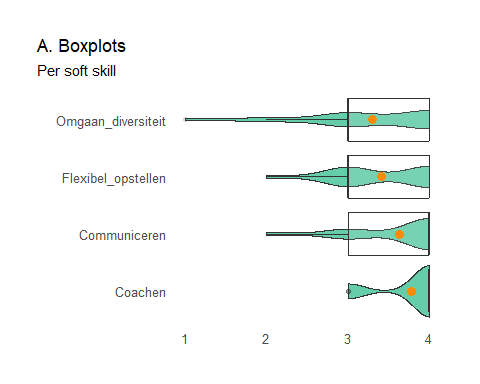 A. Boxplots
Per soft skill
Omgaan_diversiteit
Flexibel_opstellen
Communiceren
Coachen
1 2 3 4